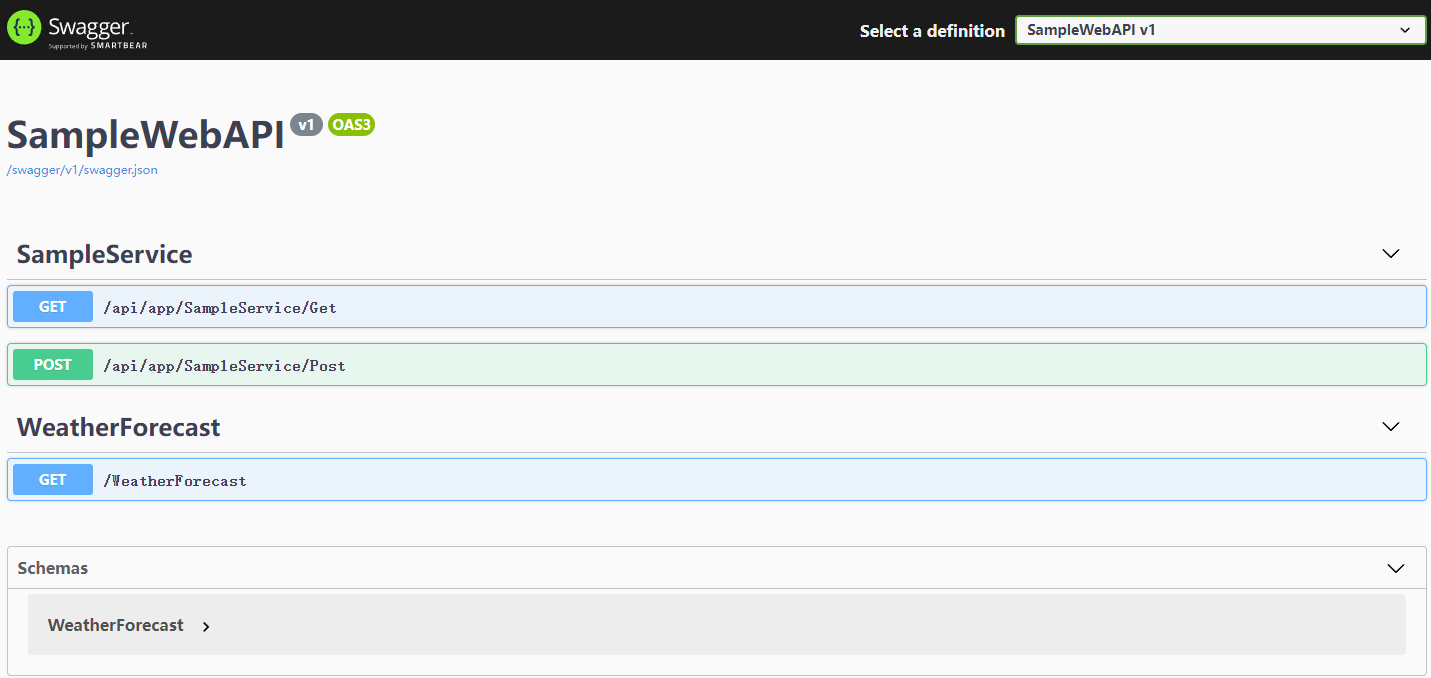 Swagger
Supported by SMARTBEAR
Select a definition
SampleWebAPI v1
SampleWebAPI v1 OAS3
/swagger/v1/swagger.json
SampleService
GET /api/app/SampleService/Get
POST /api/app/SampleService/Post
WeatherForecast
GET /WeatherForecast
Schemas
WeatherForecast